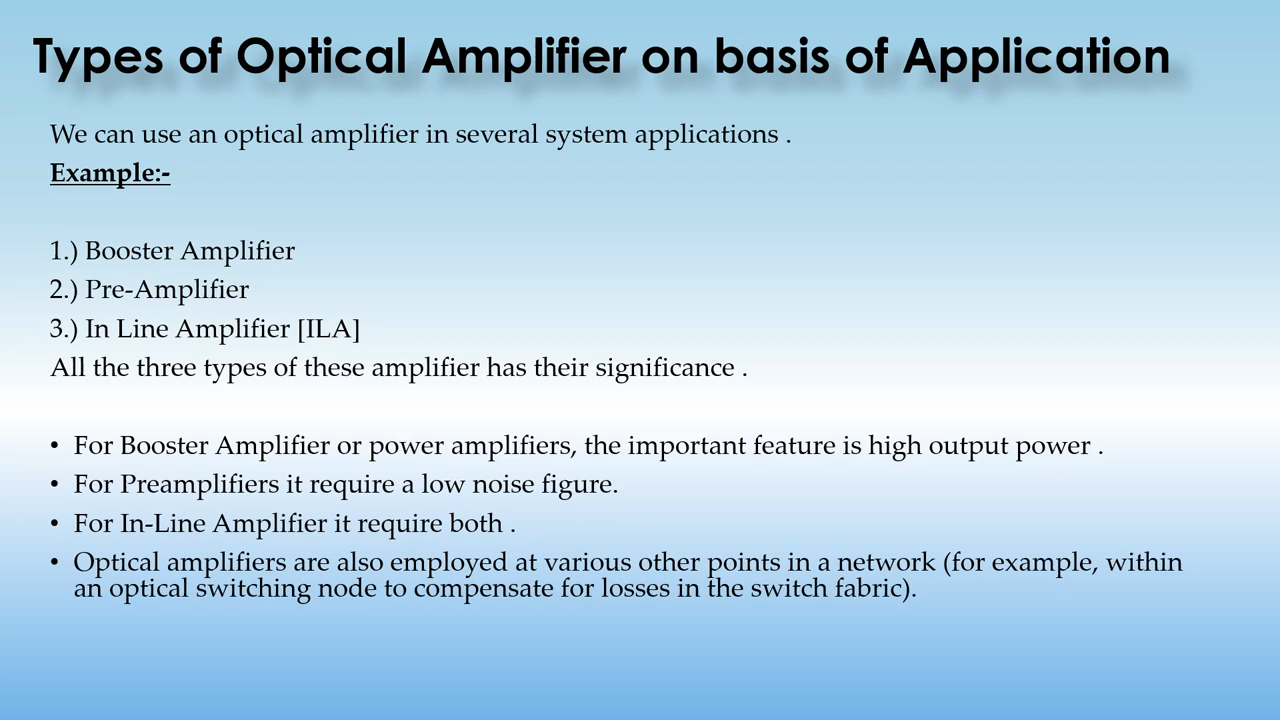 Types of Optical Amplifier on basis of Application
We can use an optical amplifier in several system applications .
Example:-
1.) Booster Amplifier
2.) Pre-Amplifier
3.) In Line Amplifier [ILA]
All the three types of these amplifier has their significance .
• For Booster Amplifier or power amplifiers, the important feature is high output power .
• For Preamplifiers it require a low noise figure.
• For In-Line Amplifier it require both .
• Optical amplifiers are also employed at various other points in a network (for example, within
an optical switching node to compensate for losses in the switch fabric).